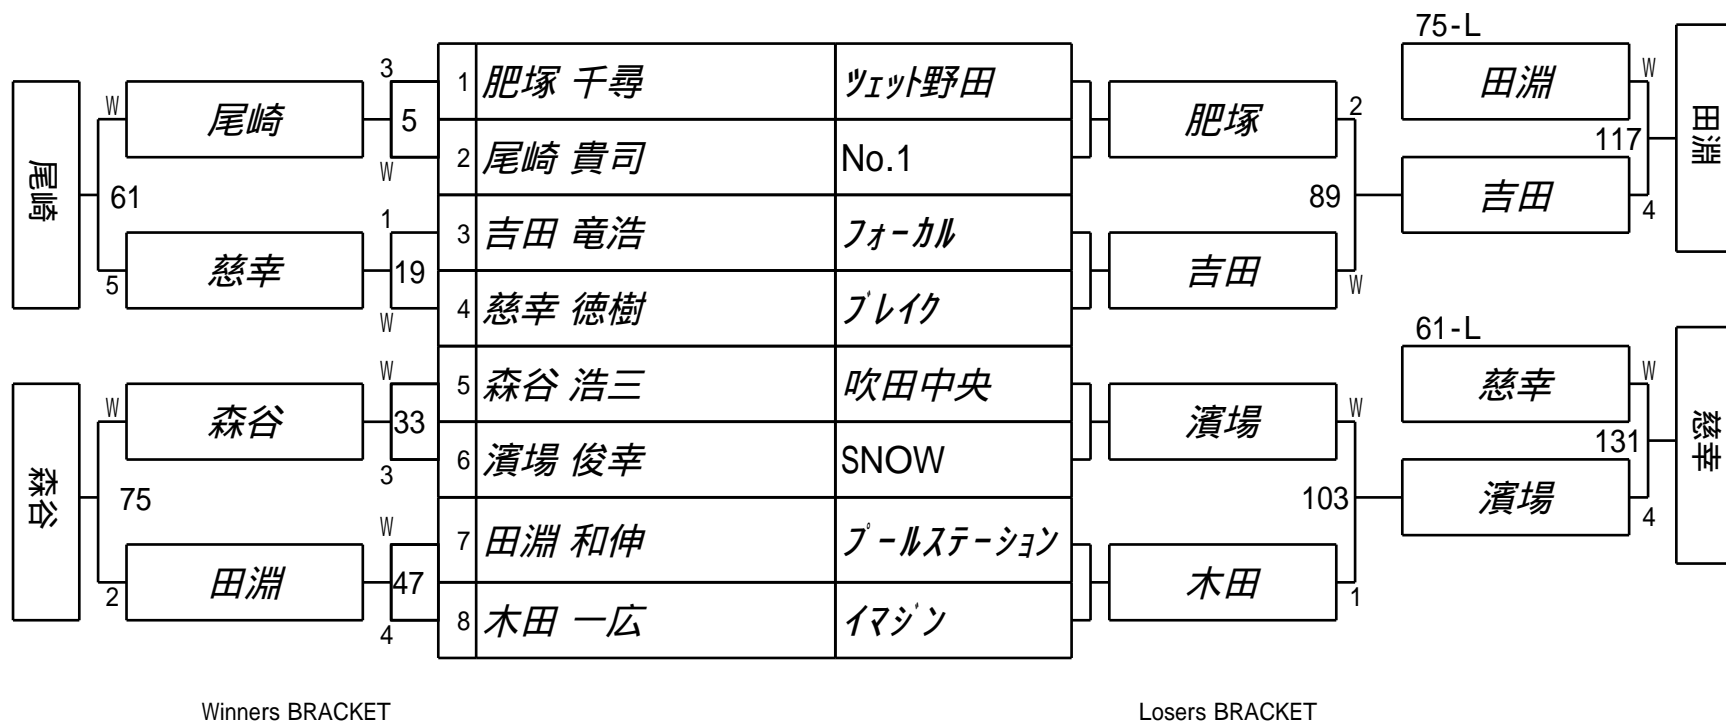 75-L
3
1 肥塚 千尋 ツェット野田
W 尾崎 5 肥塚 2 田淵 W
2 尾崎 貴司 No.1
W
尾崎 61 89 117 田淵
1
3 吉田 竜浩 フォーカル
吉田 4
5 慈幸 19 吉田 W
4 慈幸 徳樹 ブレイク
W
61-L
W
5 森谷 浩三 吹田中央
W 森谷 33 濱場 W 慈幸 W
6 濱場 俊幸 SNOW
3
森谷 75 103 131 慈幸
W
7 田淵 和伸 プールステーション
濱場 4
2 田淵 47 木田 1
8 木田 一広 イマジン
4
Winners BRACKET Losers BRACKET